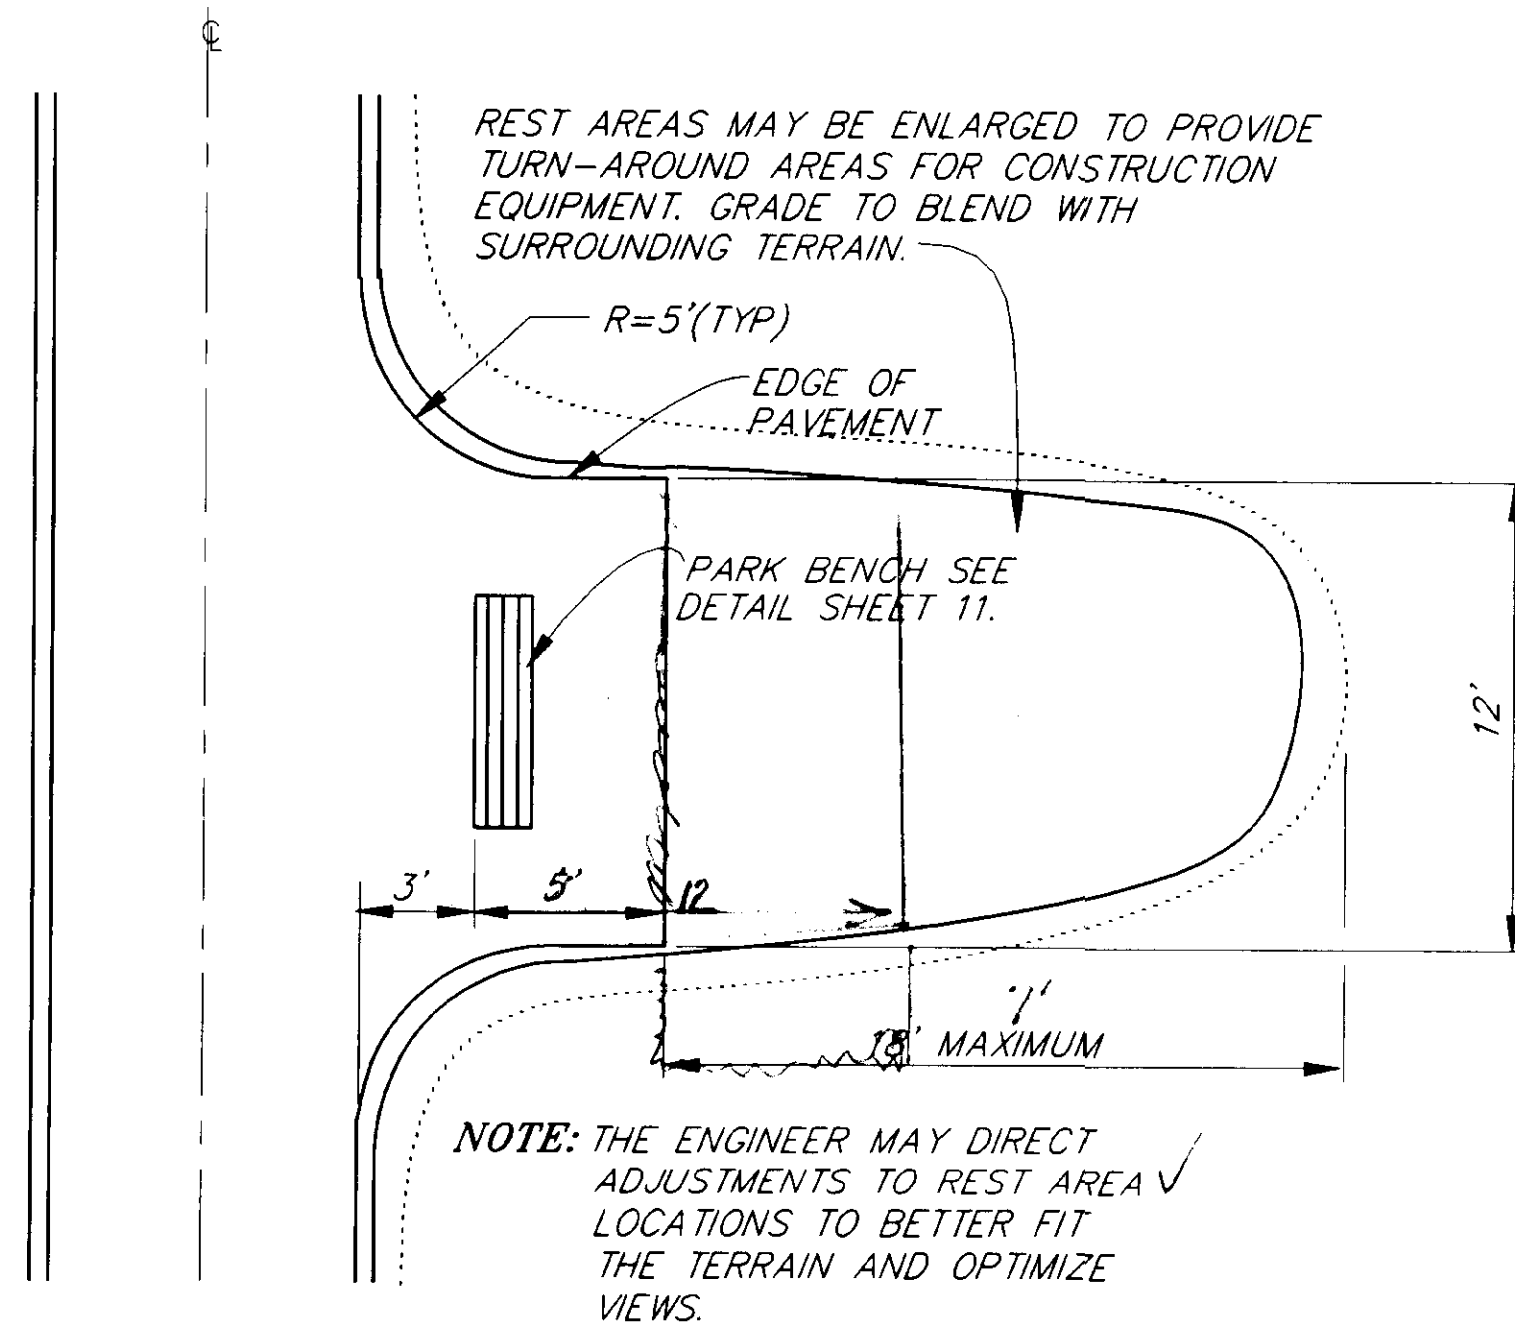 ℄
REST AREAS MAY BE ENLARGED TO PROVIDE
TURN-AROUND AREAS FOR CONSTRUCTION
EQUIPMENT. GRADE TO BLEND WITH
SURROUNDING TERRAIN.
R=5'(TYP)
EDGE OF
PAVEMENT
PARK BENCH SEE
DETAIL SHEET 11.
12'
3'
5'
12
18' MAXIMUM
NOTE: THE ENGINEER MAY DIRECT
ADJUSTMENTS TO REST AREA ✓
LOCATIONS TO BETTER FIT
THE TERRAIN AND OPTIMIZE
VIEWS.